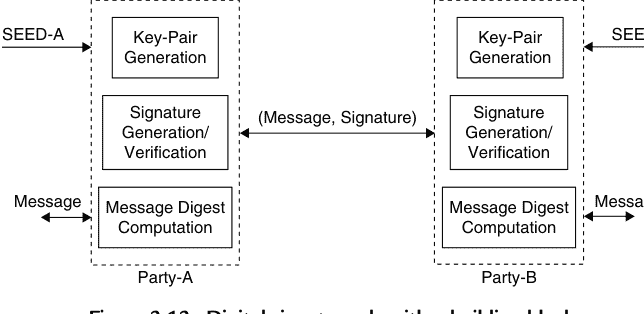 SEED-A
Key-Pair
Generation
Signature
Generation/
Verification
Message
Message Digest
Computation
Party-A
(Message, Signature)
Key-Pair
Generation
Signature
Generation/
Verification
Message Digest
Computation
Party-B